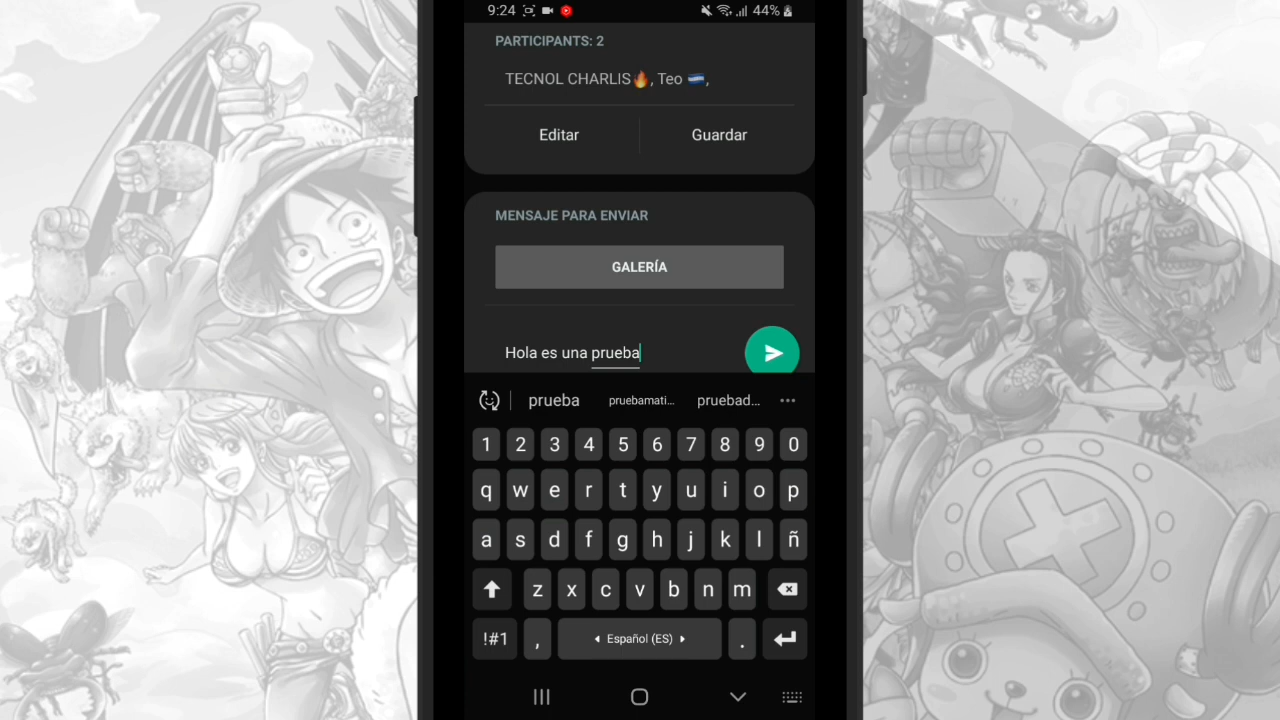 9:24 44%
PARTICIPANTS: 2
TECNOL CHARLIS🔥, Teo 🇸🇻,
Editar Guardar
MENSAJE PARA ENVIAR
GALERÍA
Hola es una prueba
prueba pruebamati... pruebad...
1 2 3 4 5 6 7 8 9 0
q w e r t y u i o p
a s d f g h j k l ñ
z x c v b n m
!#1 , Español (ES) .